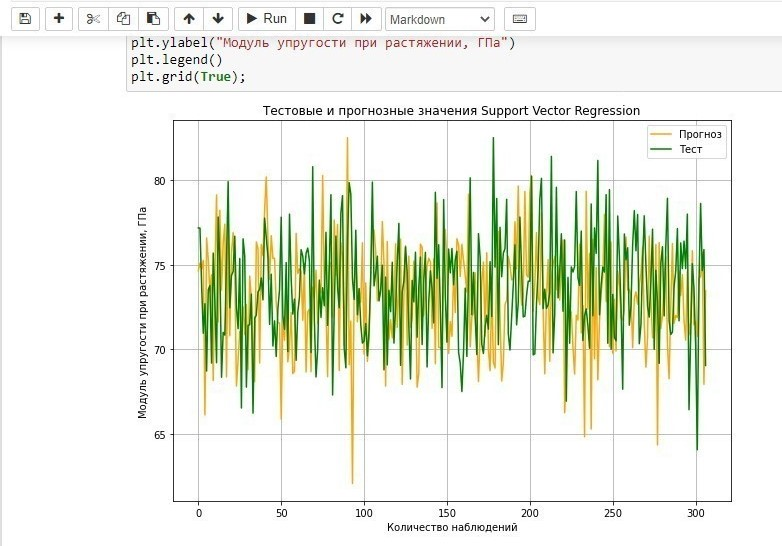 Run
Markdown
plt.ylabel("Модуль упругости при растяжении, ГПа")
plt.legend()
plt.grid(True);
Тестовые и прогнозные значения Support Vector Regression
Прогноз
Тест
80
75
70
65
Модуль упругости при растяжении, ГПа
0 50 100 150 200 250 300
Количество наблюдений